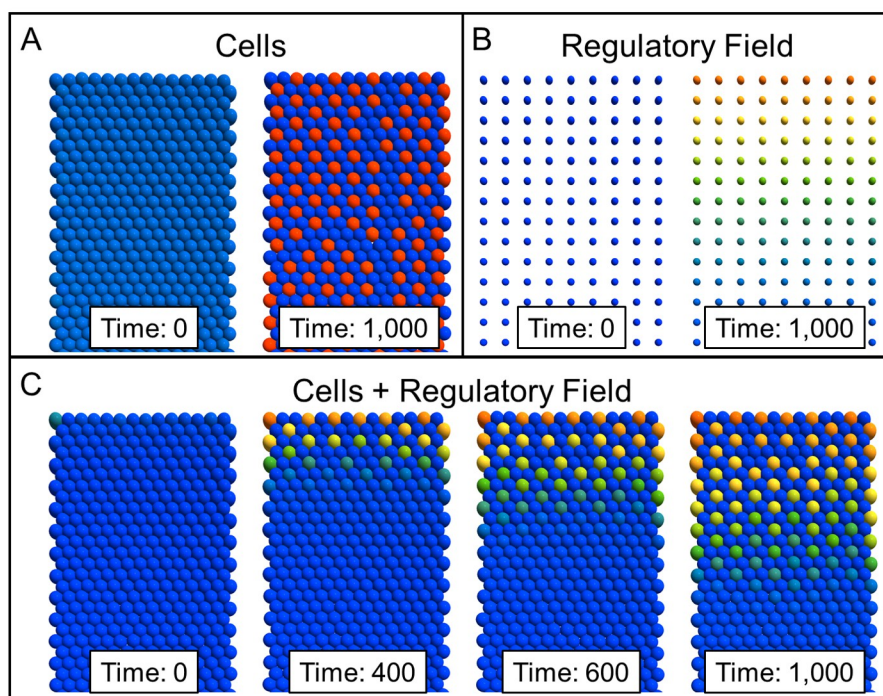 A
Cells
Time: 0
Time: 1,000
B
Regulatory Field
Time: 0
Time: 1,000
C
Cells + Regulatory Field
Time: 0
Time: 400
Time: 600
Time: 1,000